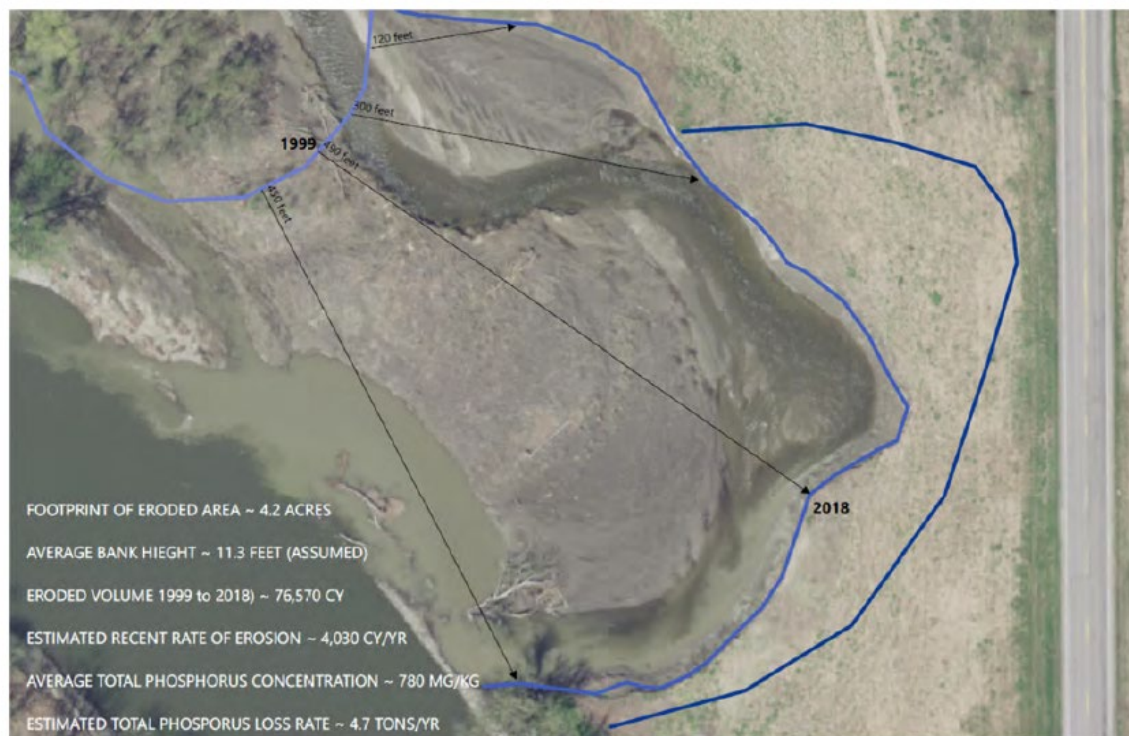 120 feet
300 feet
1999
490 feet
450 feet
2018
FOOTPRINT OF ERODED AREA ~ 4.2 ACRES
AVERAGE BANK HIEGHT ~ 11.3 FEET (ASSUMED)
ERODED VOLUME 1999 to 2018) ~ 76,570 CY
ESTIMATED RECENT RATE OF EROSION ~ 4,030 CY/YR
AVERAGE TOTAL PHOSPHORUS CONCENTRATION ~ 780 MG/KG
ESTIMATED TOTAL PHOSPORUS LOSS RATE ~ 4.7 TONS/YR